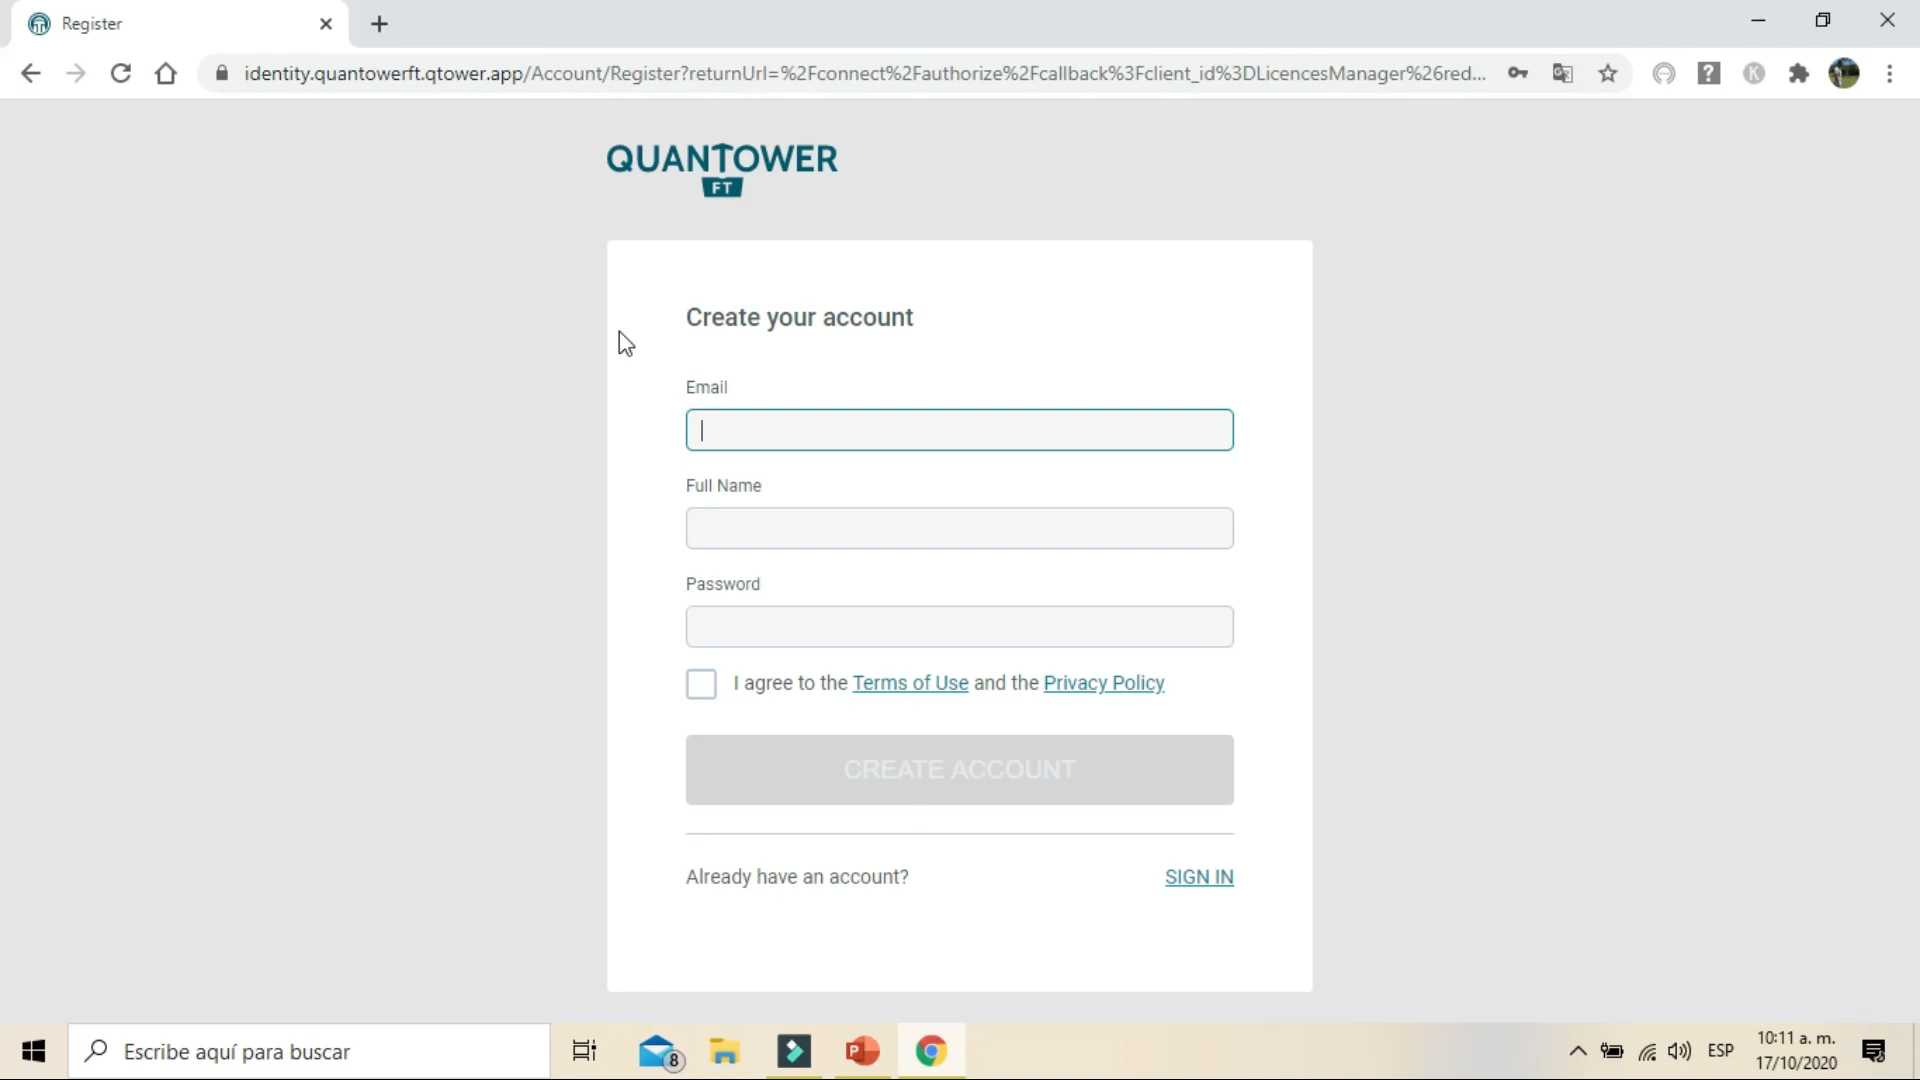 Register
identity.quantowerft.qtower.app/Account/Register?returnUrl=%2Fconnect%2Fauthorize%2Fcallback%3Fclient_id%3DLicencesManager%26red...
K
QUANTOWER
FT
Create your account
Email
Full Name
Password
I agree to the Terms of Use and the Privacy Policy
CREATE ACCOUNT
Already have an account?
SIGN IN
Escribe aquí para buscar
8
ESP
10:11 a. m.
17/10/2020